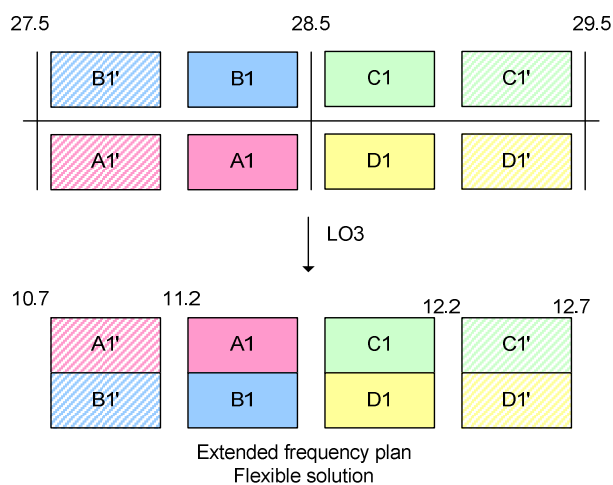 27.5 28.5 29.5
B1' B1 C1 C1'
A1' A1 D1 D1'
LO3
10.7 11.2 12.2 12.7
A1' A1 C1 C1'
B1' B1 D1 D1'
Extended frequency plan
Flexible solution